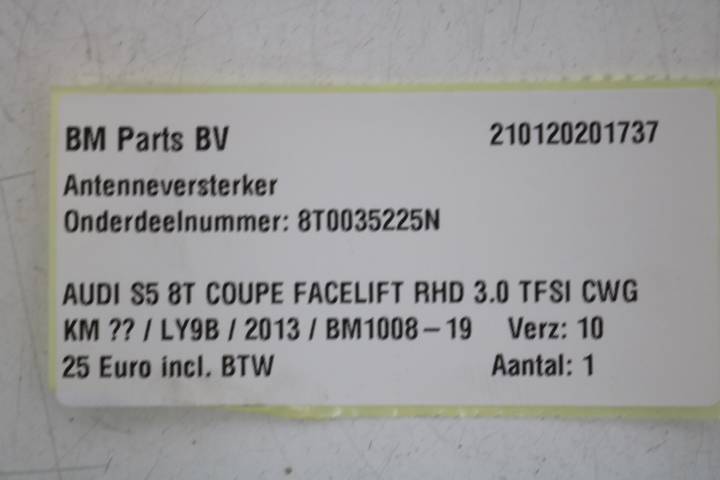 BM Parts BV 210120201737
Antenneversterker
Onderdeelnummer: 8T0035225N
AUDI S5 8T COUPE FACELIFT RHD 3.0 TFSI CWG
KM ?? / LY9B / 2013 / BM1008-19 Verz: 10
25 Euro incl. BTW Aantal: 1